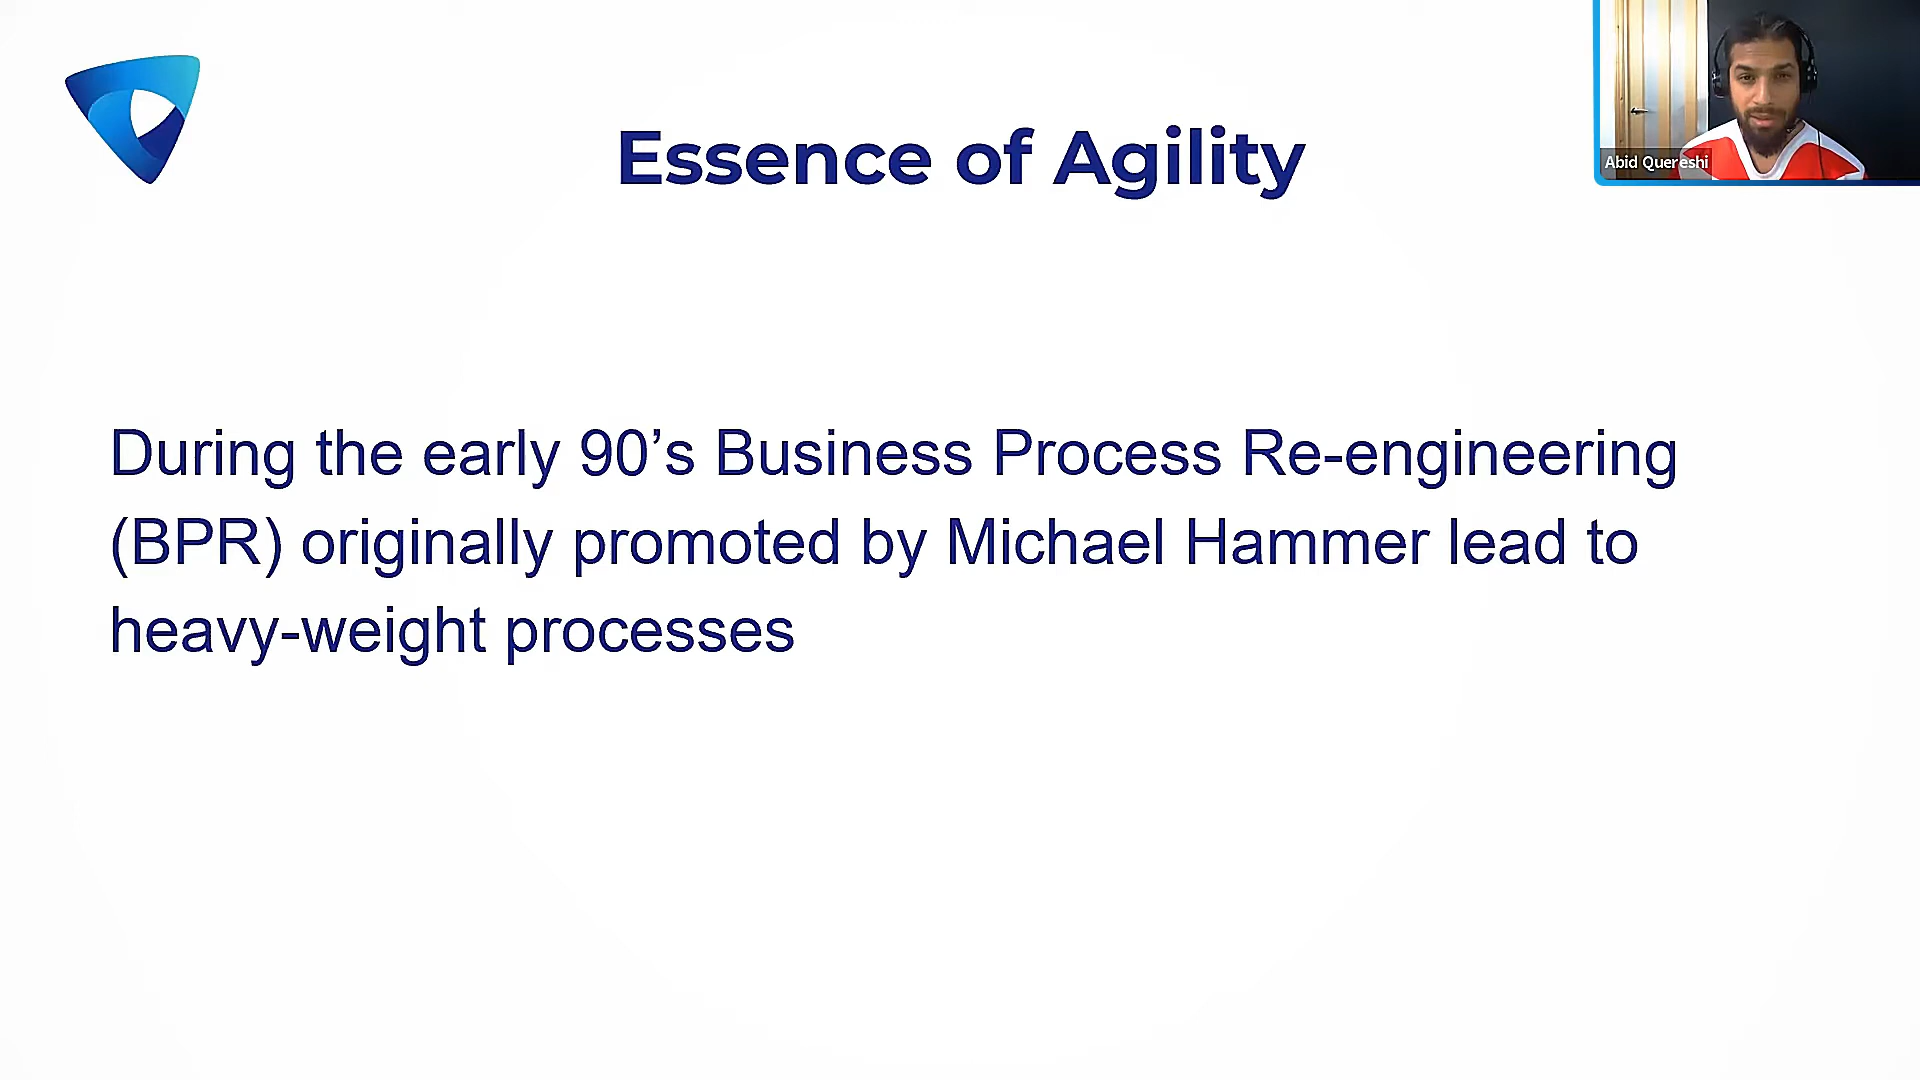 Essence of Agility
Abid Quereshi
During the early 90’s Business Process Re-engineering
(BPR) originally promoted by Michael Hammer lead to
heavy-weight processes